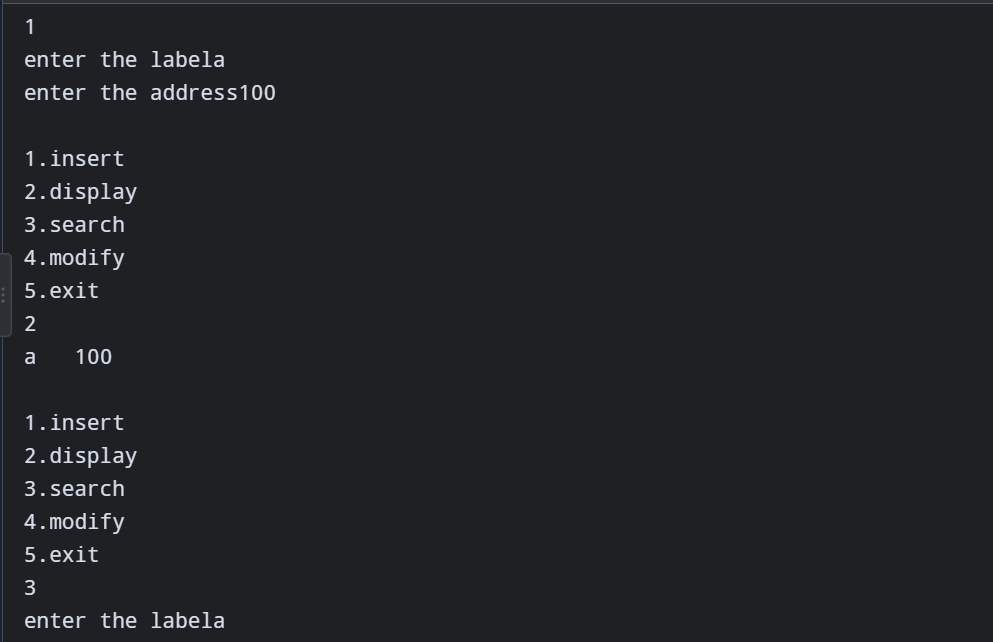 1
enter the labela
enter the address100
1.insert
2.display
3.search
4.modify
5.exit
2
a   100
1.insert
2.display
3.search
4.modify
5.exit
3
enter the labela